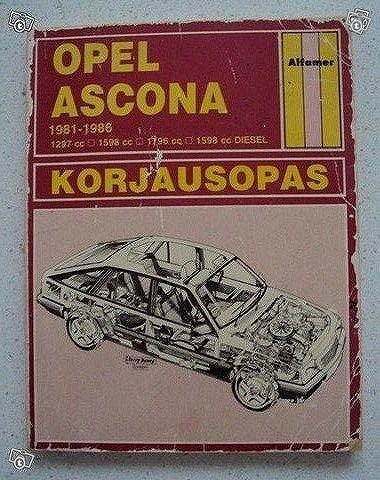 OPEL
Alfamer
ASCONA
1981-1986
1297 cc □ 1598 cc □ 1796 cc □ 1598 cc DIESEL
KORJAUSOPAS